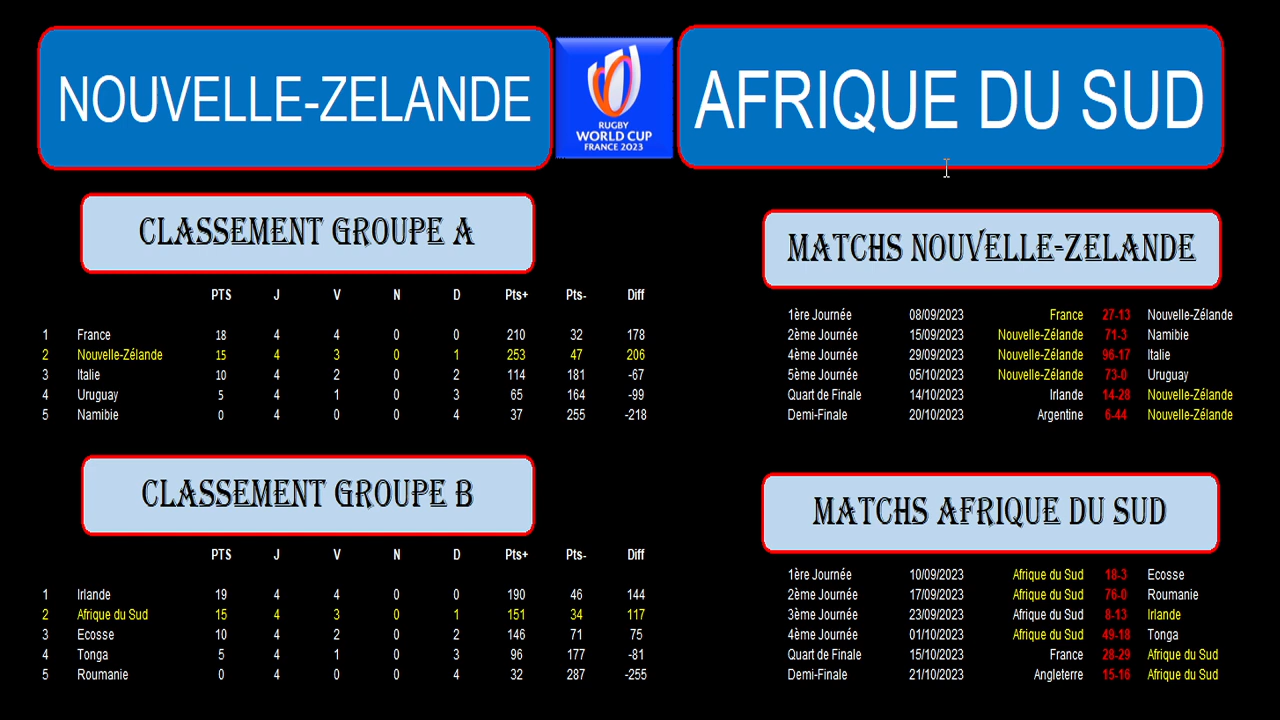 NOUVELLE-ZELANDE
RUGBY
WORLD CUP
FRANCE 2023
AFRIQUE DU SUD
CLASSEMENT GROUPE A
PTS J V N D Pts+ Pts- Diff
1 France 18 4 4 0 0 210 32 178
2 Nouvelle-Zélande 15 4 3 0 1 253 47 206
3 Italie 10 4 2 0 2 114 181 -67
4 Uruguay 5 4 1 0 3 65 164 -99
5 Namibie 0 4 0 0 4 37 255 -218
MATCHS NOUVELLE-ZELANDE
1ère Journée 08/09/2023 France 27-13 Nouvelle-Zélande
2ème Journée 15/09/2023 Nouvelle-Zélande 71-3 Namibie
4ème Journée 29/09/2023 Nouvelle-Zélande 96-17 Italie
5ème Journée 05/10/2023 Nouvelle-Zélande 73-0 Uruguay
Quart de Finale 14/10/2023 Irlande 14-28 Nouvelle-Zélande
Demi-Finale 20/10/2023 Argentine 6-44 Nouvelle-Zélande
CLASSEMENT GROUPE B
PTS J V N D Pts+ Pts- Diff
1 Irlande 19 4 4 0 0 190 46 144
2 Afrique du Sud 15 4 3 0 1 151 34 117
3 Ecosse 10 4 2 0 2 146 71 75
4 Tonga 5 4 1 0 3 96 177 -81
5 Roumanie 0 4 0 0 4 32 287 -255
MATCHS AFRIQUE DU SUD
1ère Journée 10/09/2023 Afrique du Sud 18-3 Ecosse
2ème Journée 17/09/2023 Afrique du Sud 76-0 Roumanie
3ème Journée 23/09/2023 Afrique du Sud 8-13 Irlande
4ème Journée 01/10/2023 Afrique du Sud 49-18 Tonga
Quart de Finale 15/10/2023 France 28-29 Afrique du Sud
Demi-Finale 21/10/2023 Angleterre 15-16 Afrique du Sud